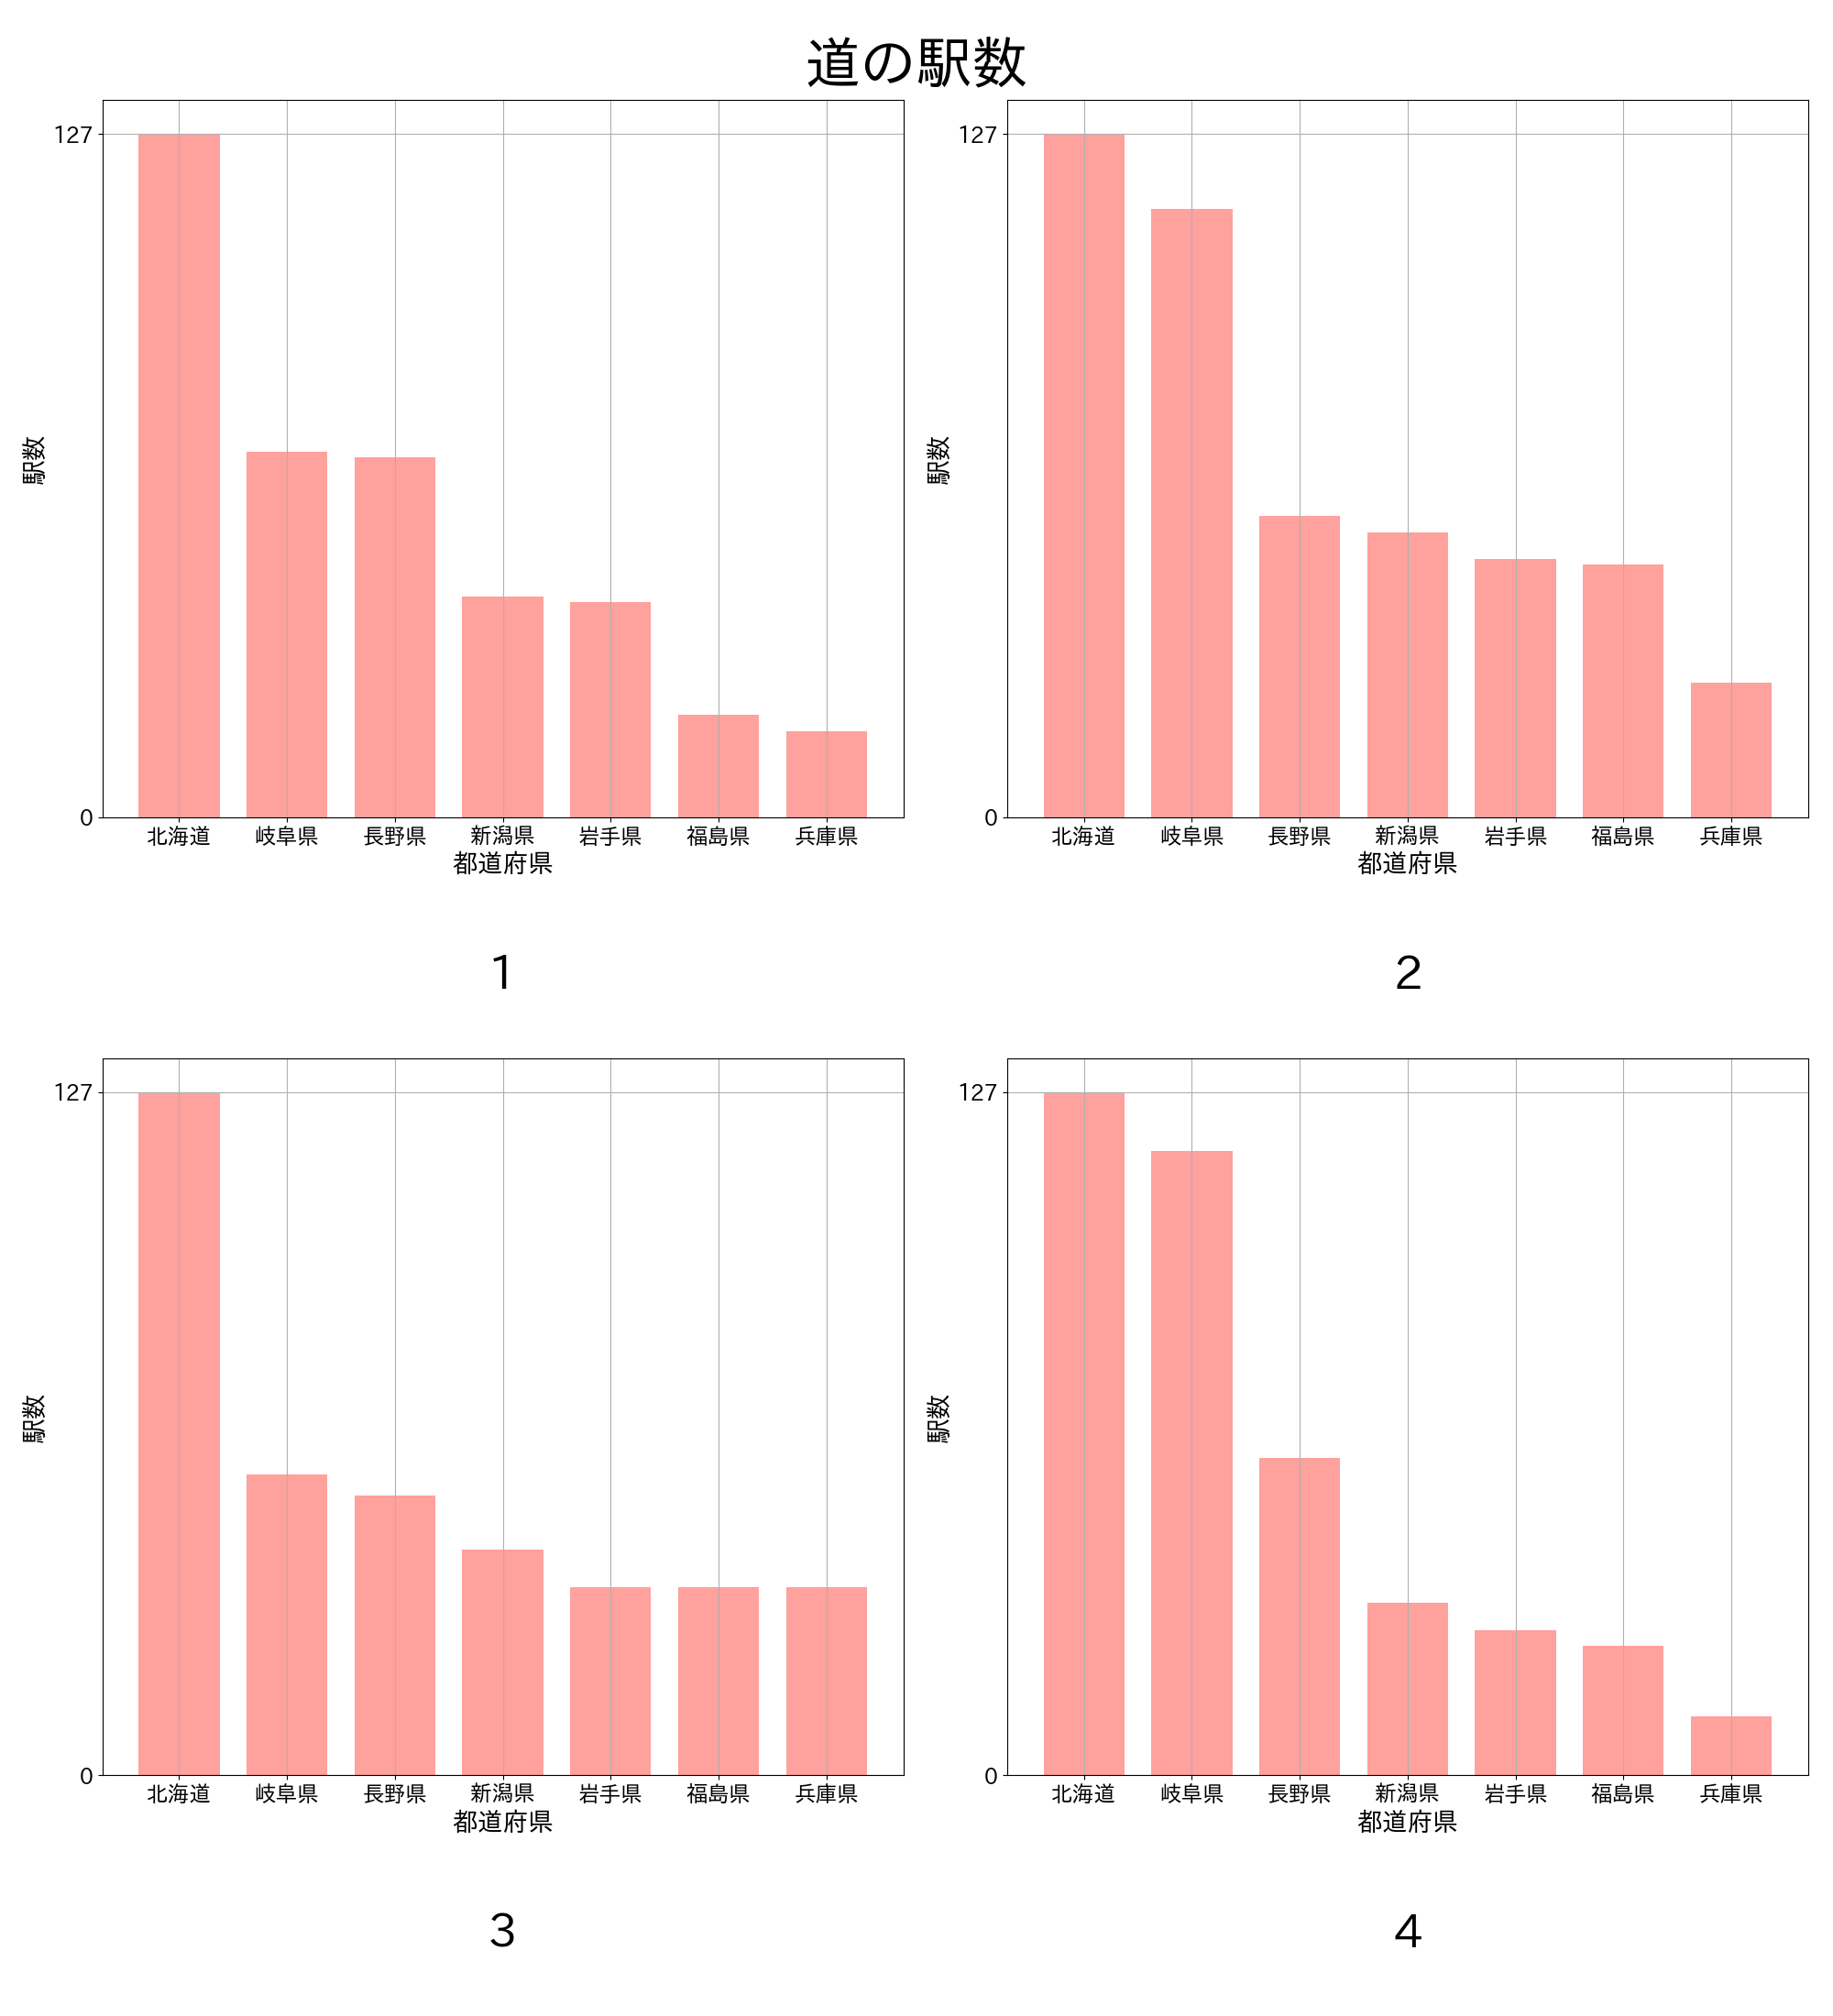 道の駅数
127
駅数
0
北海道 岐阜県 長野県 新潟県 岩手県 福島県 兵庫県
都道府県
1
127
駅数
0
北海道 岐阜県 長野県 新潟県 岩手県 福島県 兵庫県
都道府県
2
127
駅数
0
北海道 岐阜県 長野県 新潟県 岩手県 福島県 兵庫県
都道府県
3
127
駅数
0
北海道 岐阜県 長野県 新潟県 岩手県 福島県 兵庫県
都道府県
4